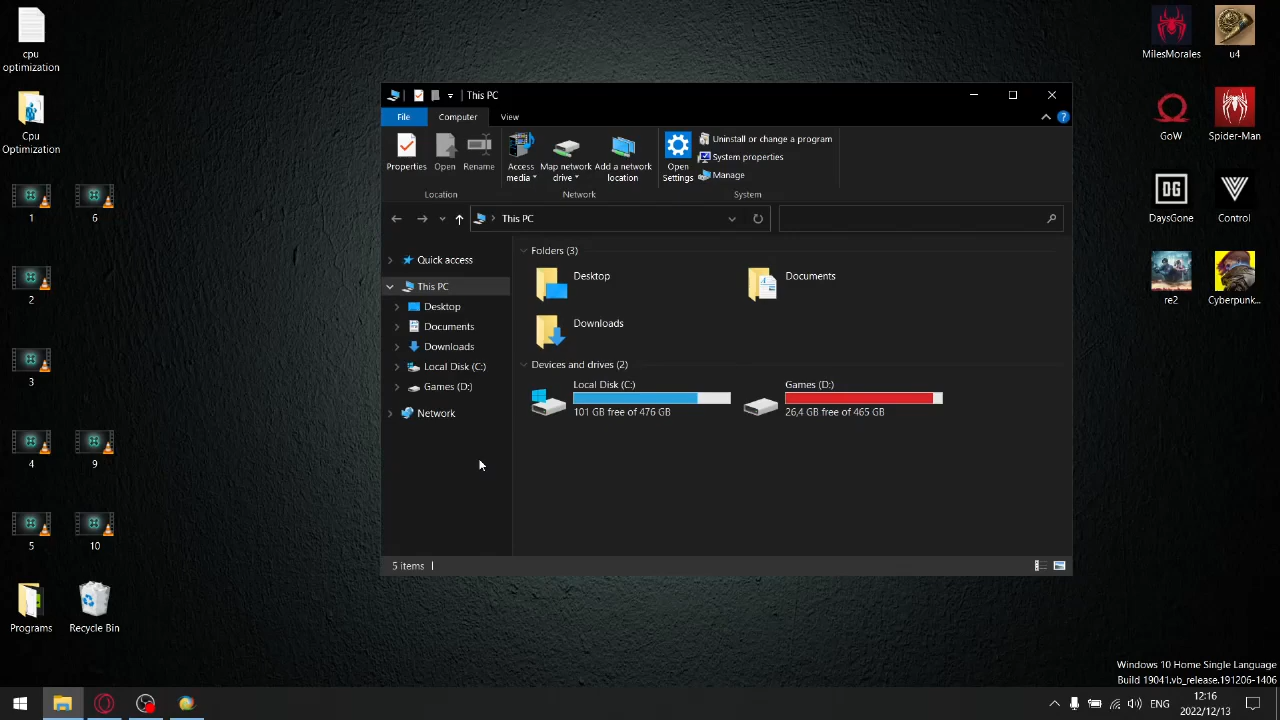 cpu
optimization
Cpu
Optimization
1
6
2
3
4
9
5
10
Programs
Recycle Bin
This PC
File
Computer
View
Properties
Open
Rename
Access
media
Map network
drive
Add a network
location
Open
Settings
Uninstall or change a program
System properties
Manage
Location
Network
System
This PC
Quick access
This PC
Desktop
Documents
Downloads
Local Disk (C:)
Games (D:)
Network
Folders (3)
Desktop
Documents
Downloads
Devices and drives (2)
Local Disk (C:)
101 GB free of 476 GB
Games (D:)
26,4 GB free of 465 GB
5 items
MilesMorales
u4
GoW
Spider-Man
DG
DaysGone
Control
re2
Cyberpunk...
Windows 10 Home Single Language
Build 19041.vb_release.191206-1406
ENG
12:16
2022/12/13